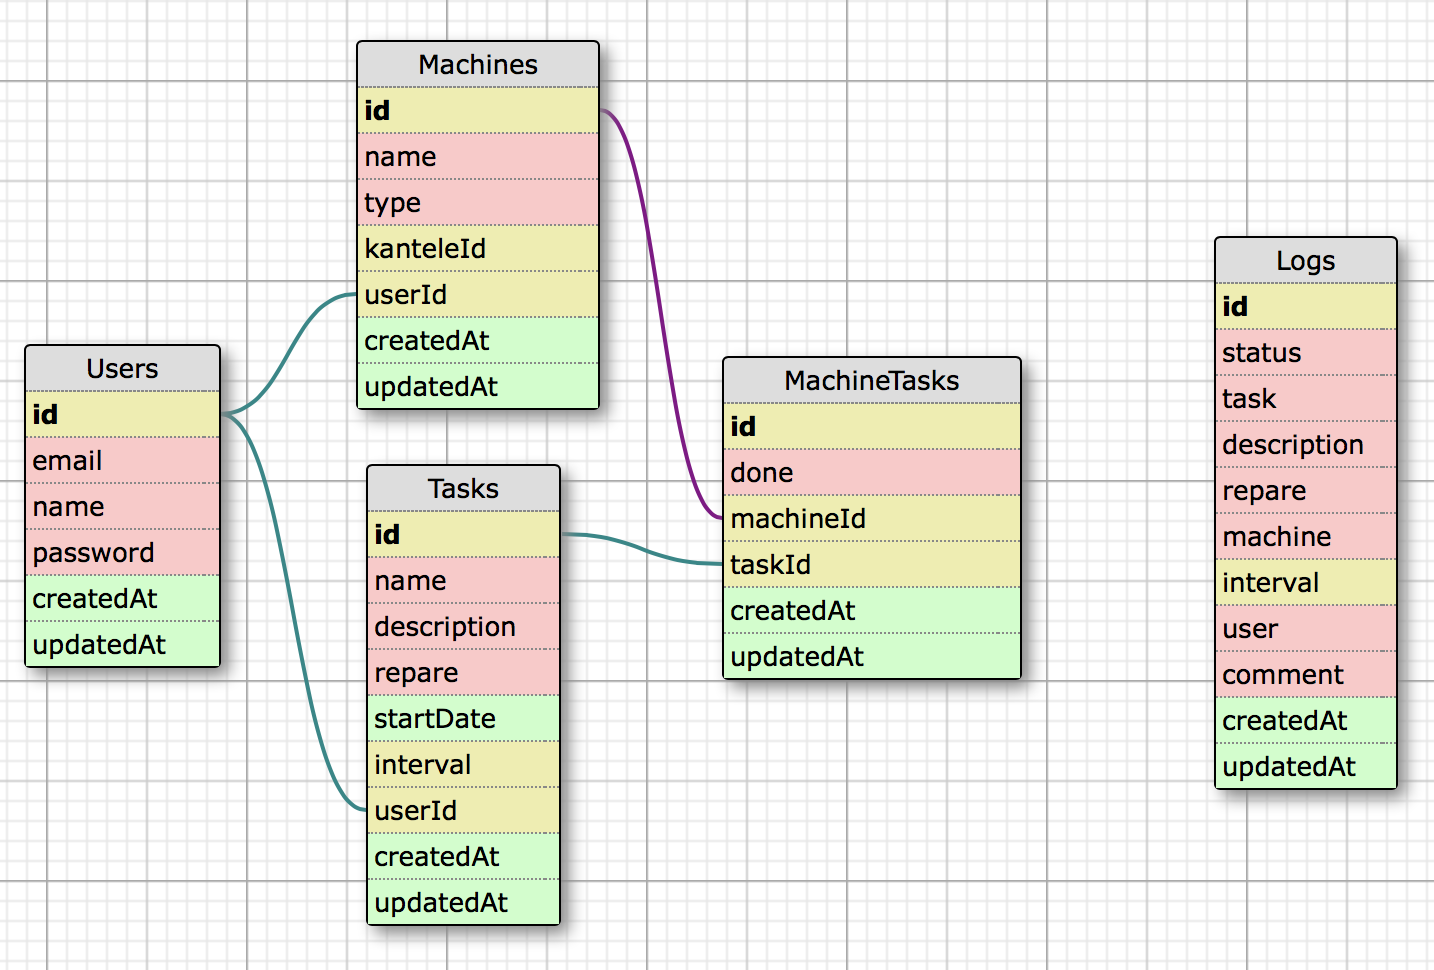 Machines
id
name
type
kanteleId
userId
createdAt
updatedAt
Users
id
email
name
password
createdAt
updatedAt
Tasks
id
name
description
repare
startDate
interval
userId
createdAt
updatedAt
MachineTasks
id
done
machineId
taskId
createdAt
updatedAt
Logs
id
status
task
description
repare
machine
interval
user
comment
createdAt
updatedAt